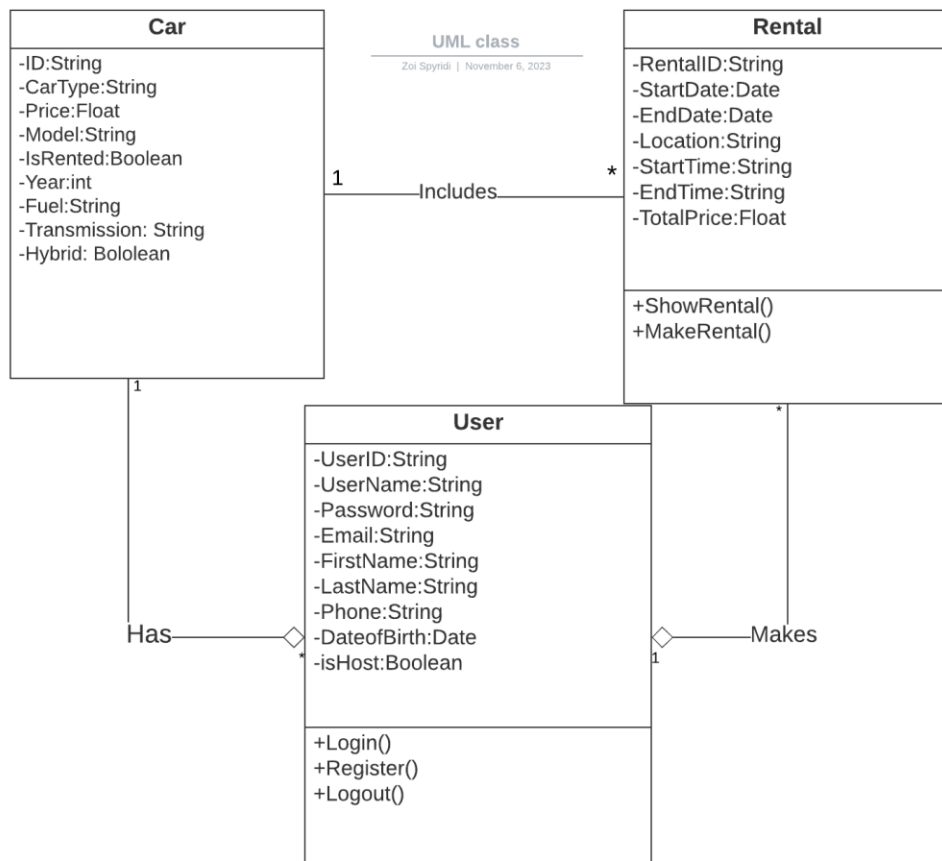 Car
-ID:String
-CarType:String
-Price:Float
-Model:String
-IsRented:Boolean
-Year:int
-Fuel:String
-Transmission: String
-Hybrid: Bololean
UML class
Zoi Spyridi | November 6, 2023
Rental
-RentalID:String
-StartDate:Date
-EndDate:Date
-Location:String
-StartTime:String
-EndTime:String
-TotalPrice:Float
+ShowRental()
+MakeRental()
1
Includes
*
1
Has
*
User
-UserID:String
-UserName:String
-Password:String
-Email:String
-FirstName:String
-LastName:String
-Phone:String
-DateofBirth:Date
-isHost:Boolean
+Login()
+Register()
+Logout()
*
Makes
1